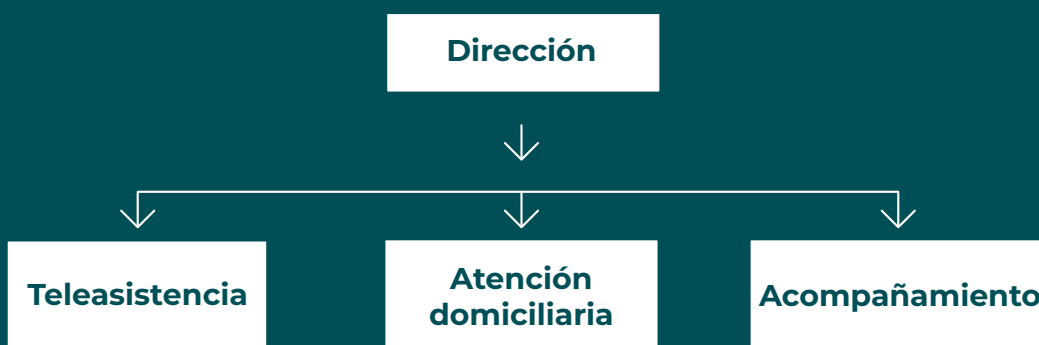 Dirección
Teleasistencia
Atención
domiciliaria
Acompañamiento